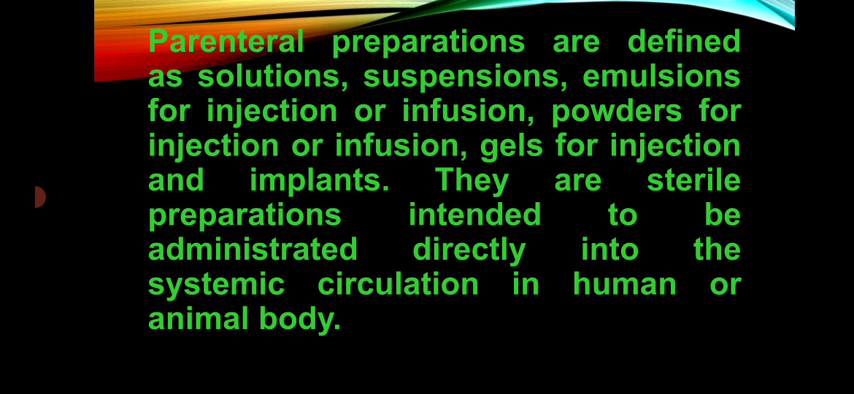 Parenteral preparations are defined
as solutions, suspensions, emulsions
for injection or infusion, powders for
injection or infusion, gels for injection
and implants. They are sterile
preparations intended to be
administrated directly into the
systemic circulation in human or
animal body.